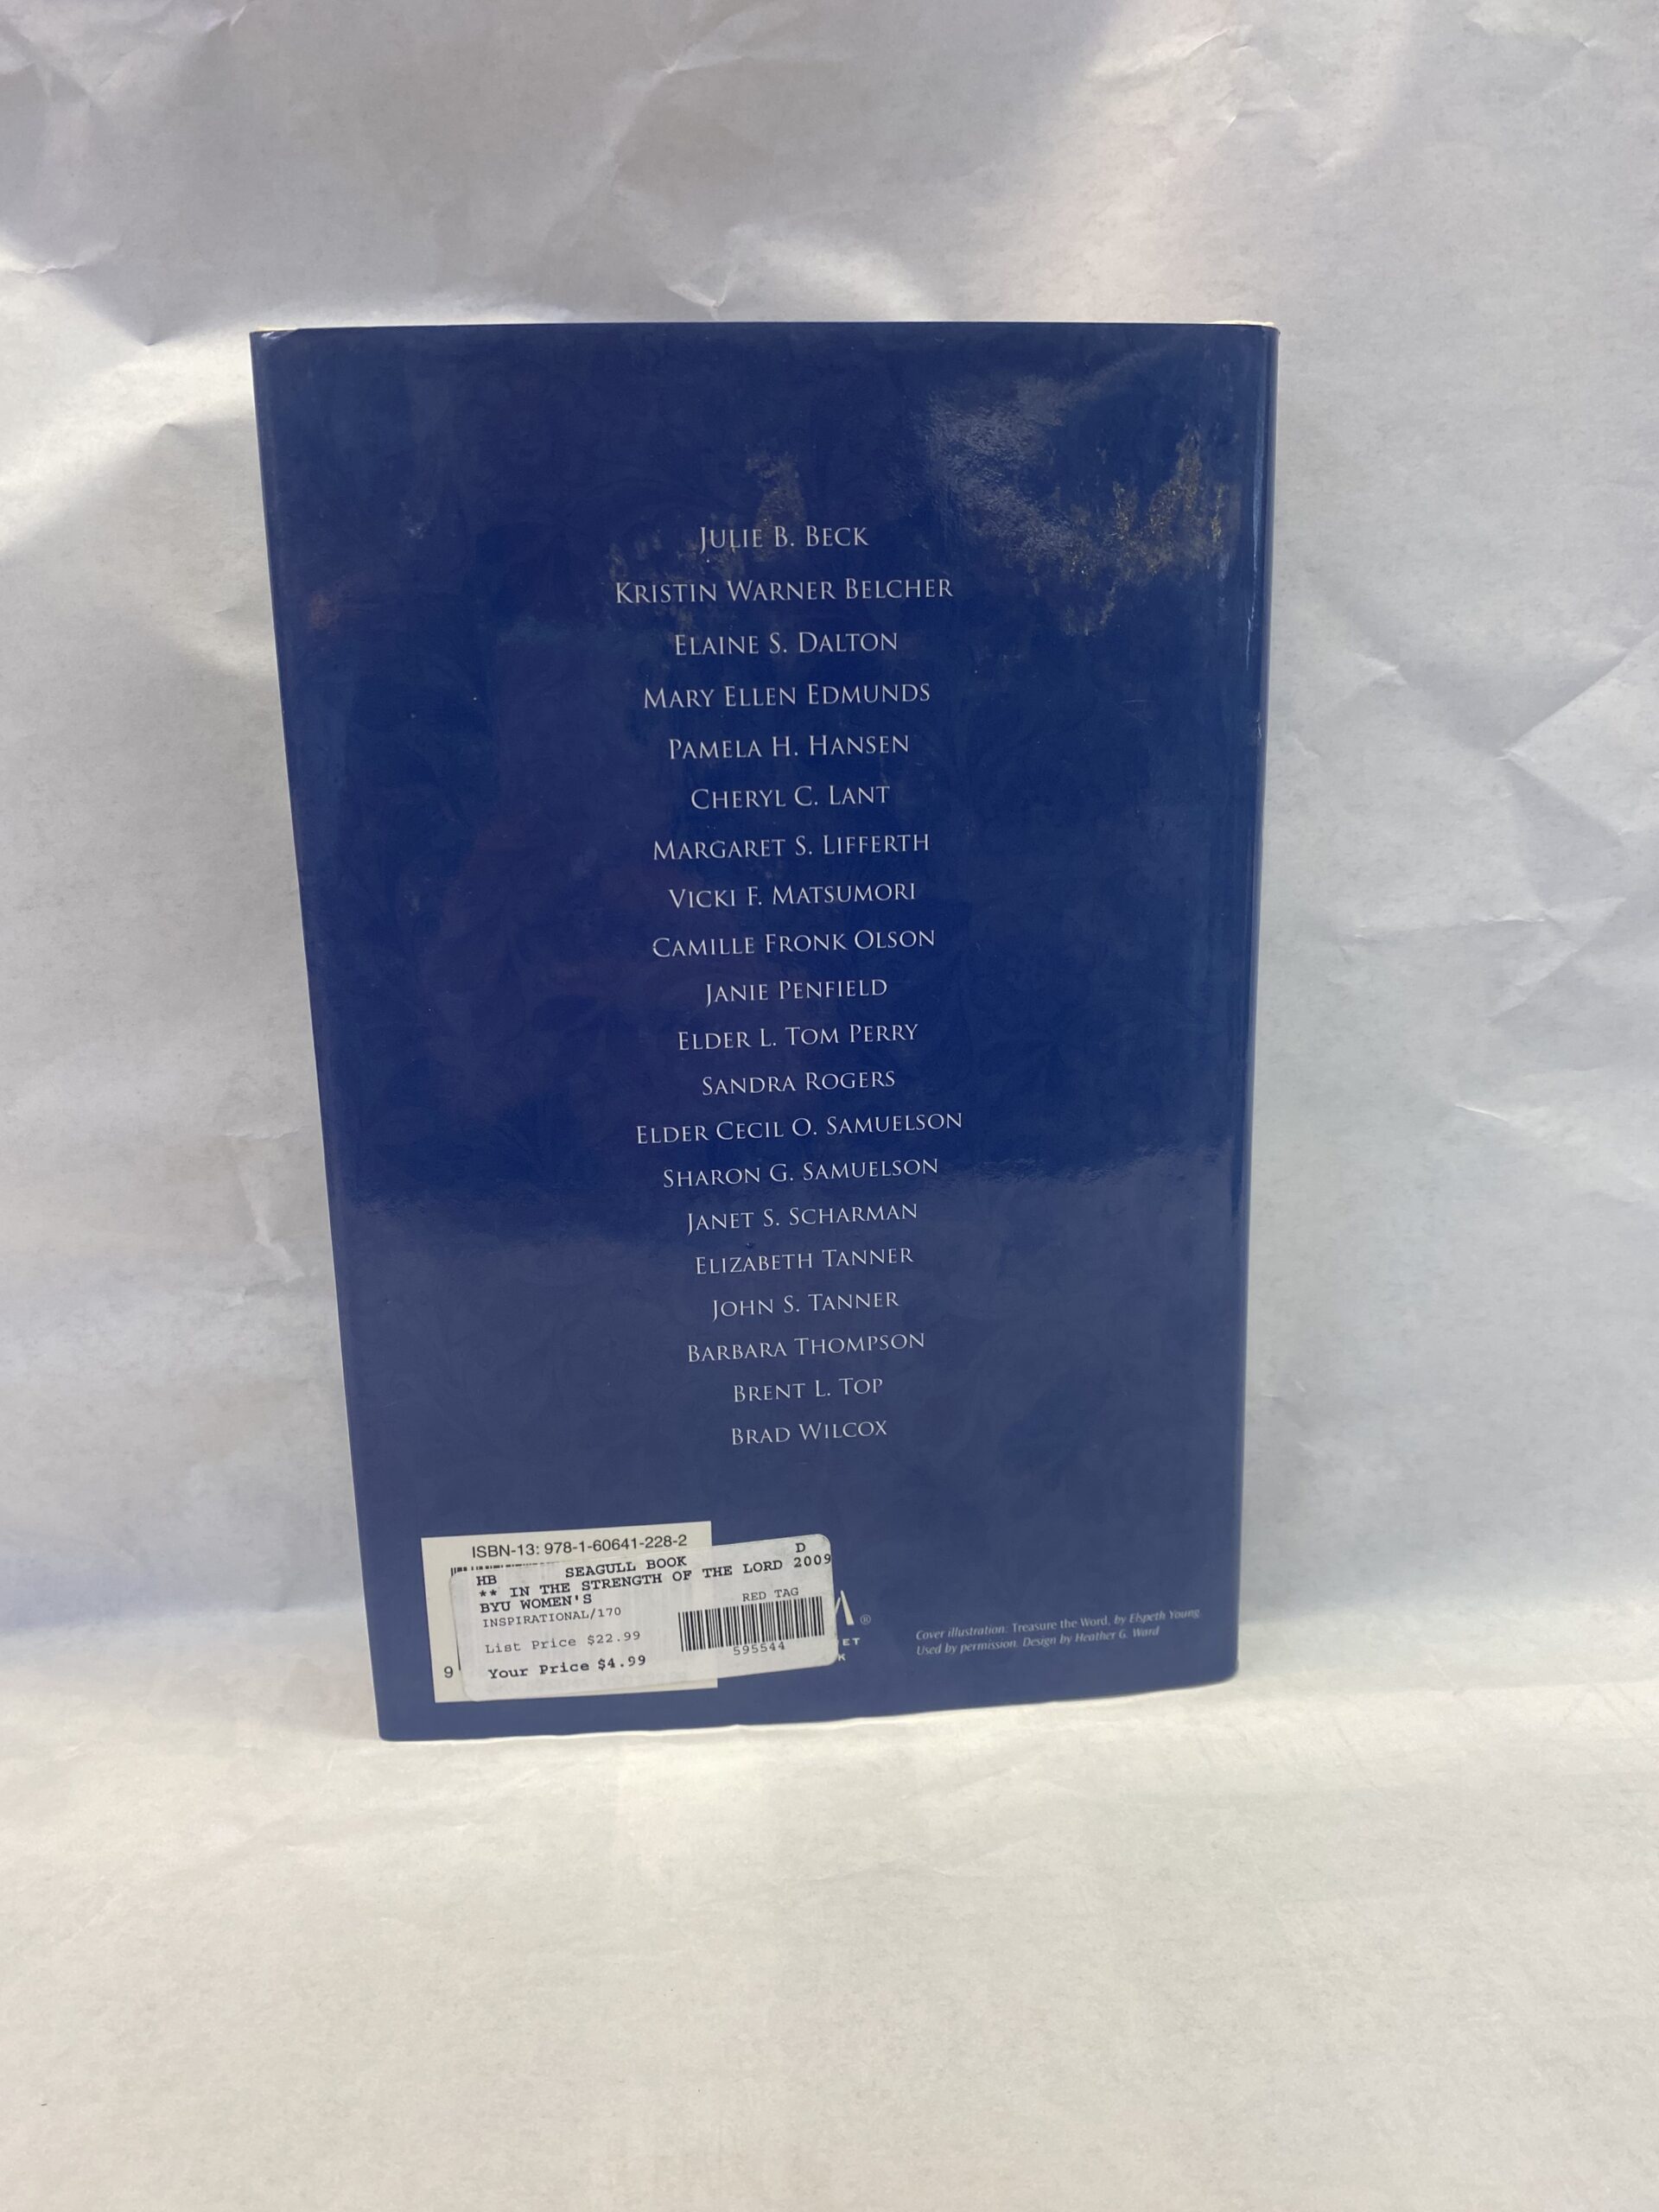 JULIE B. BECK
KRISTIN WARNER BELCHER
ELAINE S. DALTON
MARY ELLEN EDMUNDS
PAMELA H. HANSEN
CHERYL C. LANT
MARGARET S. LIFFERTH
VICKI F. MATSUMORI
CAMILLE FRONK OLSON
JANIE PENFIELD
ELDER L. TOM PERRY
SANDRA ROGERS
ELDER CECIL O. SAMUELSON
SHARON G. SAMUELSON
JANET S. SCHARMAN
ELIZABETH TANNER
JOHN S. TANNER
BARBARA THOMPSON
BRENT L. TOP
BRAD WILCOX
ISBN-13: 978-1-60641-228-2
HB SEAGULL BOOK D
** IN THE STRENGTH OF THE LORD 2009
BYU WOMEN'S
INSPIRATIONAL/170
RED TAG
List Price $22.99
595544
Your Price $4.99
9
®
ET
K
Cover illustration: Treasure the Word, by Elspeth Young.
Used by permission. Design by Heather G. Ward